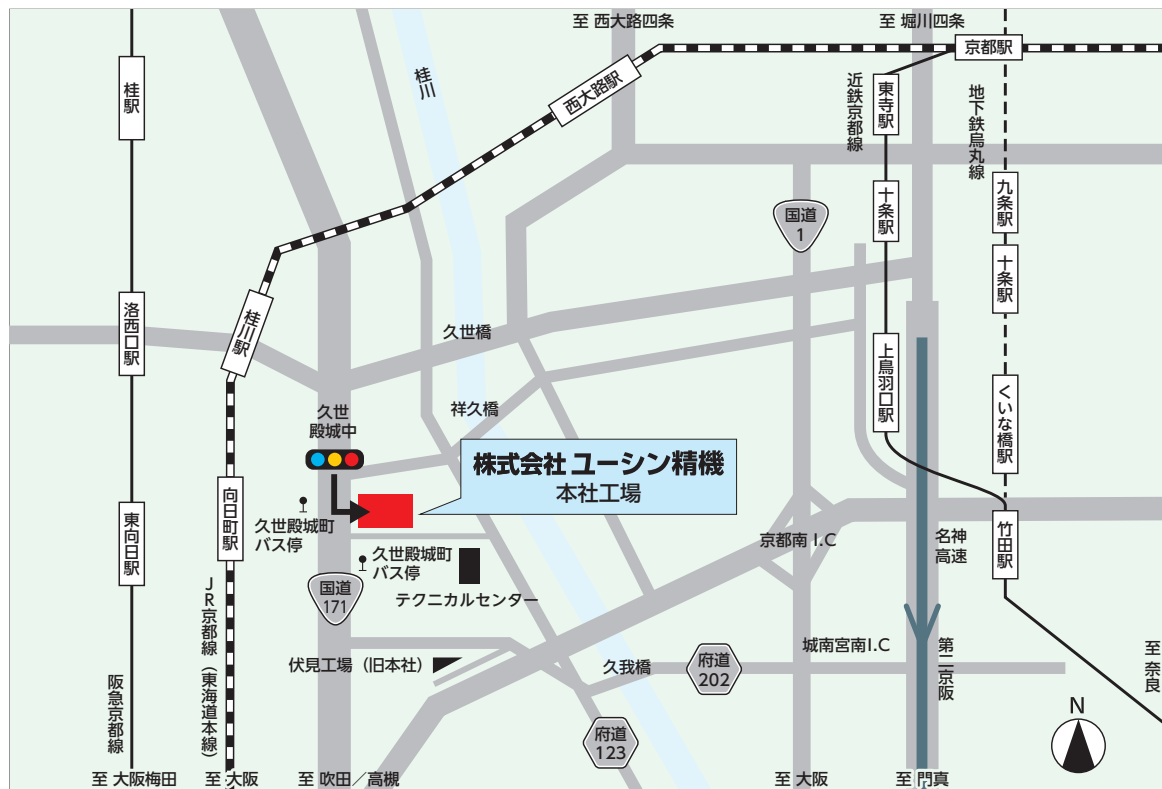 至 西大路四条
至 堀川四条
京都駅
桂駅
桂川
西大路駅
近鉄京都線
東寺駅
地下鉄烏丸線
国道
1
十条駅
九条駅
十条駅
洛西口駅
桂川駅
久世橋
上鳥羽口駅
くいな橋駅
祥久橋
久世
殿城中
株式会社 ユーシン精機
本社工場
向日町駅
東向日駅
久世殿城町
バス停
久世殿城町
バス停
テクニカルセンター
京都南 I.C
名神
高速
竹田駅
国道
171
JR京都線（東海道本線）
阪急京都線
伏見工場（旧本社）
久我橋
府道
202
城南宮南I.C
第二京阪
至 奈良
府道
123
N
至 大阪梅田
至 大阪
至 吹田／高槻
至 大阪
至 門真